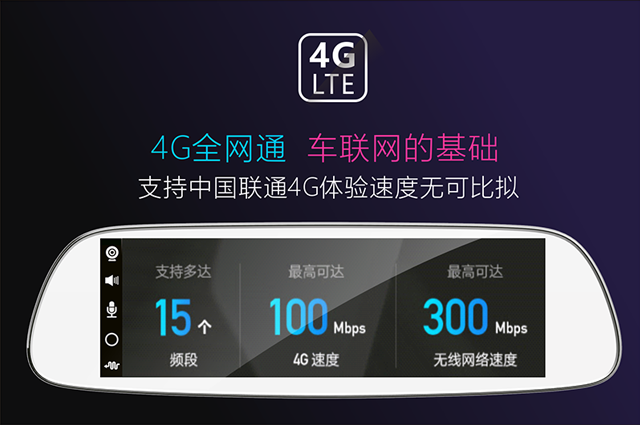 4G
LTE
4G全网通 车联网的基础
支持中国联通4G体验速度无可比拟
支持多达 最高可达 最高可达
15 100 Mbps 300 Mbps
频段 4G 速度 无线网络速度